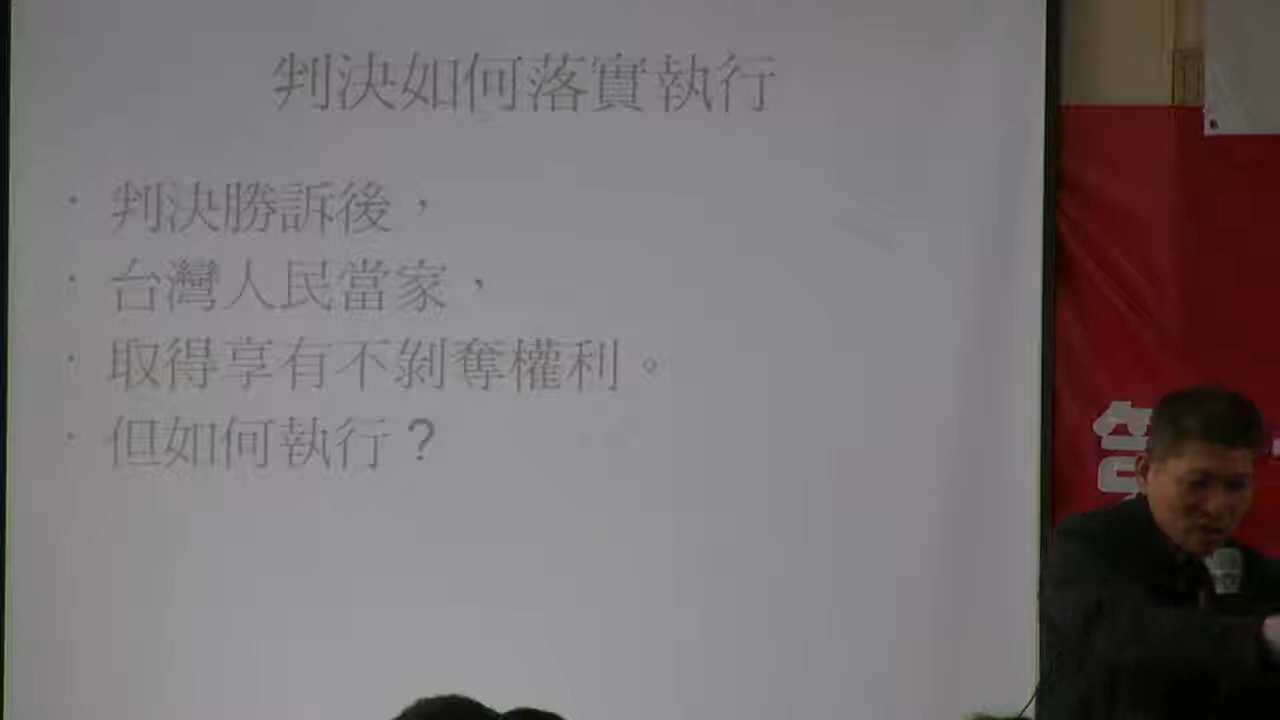 判決如何落實執行
· 判決勝訴後，
· 台灣人民當家，
· 取得享有不剝奪權利。
· 但如何執行？